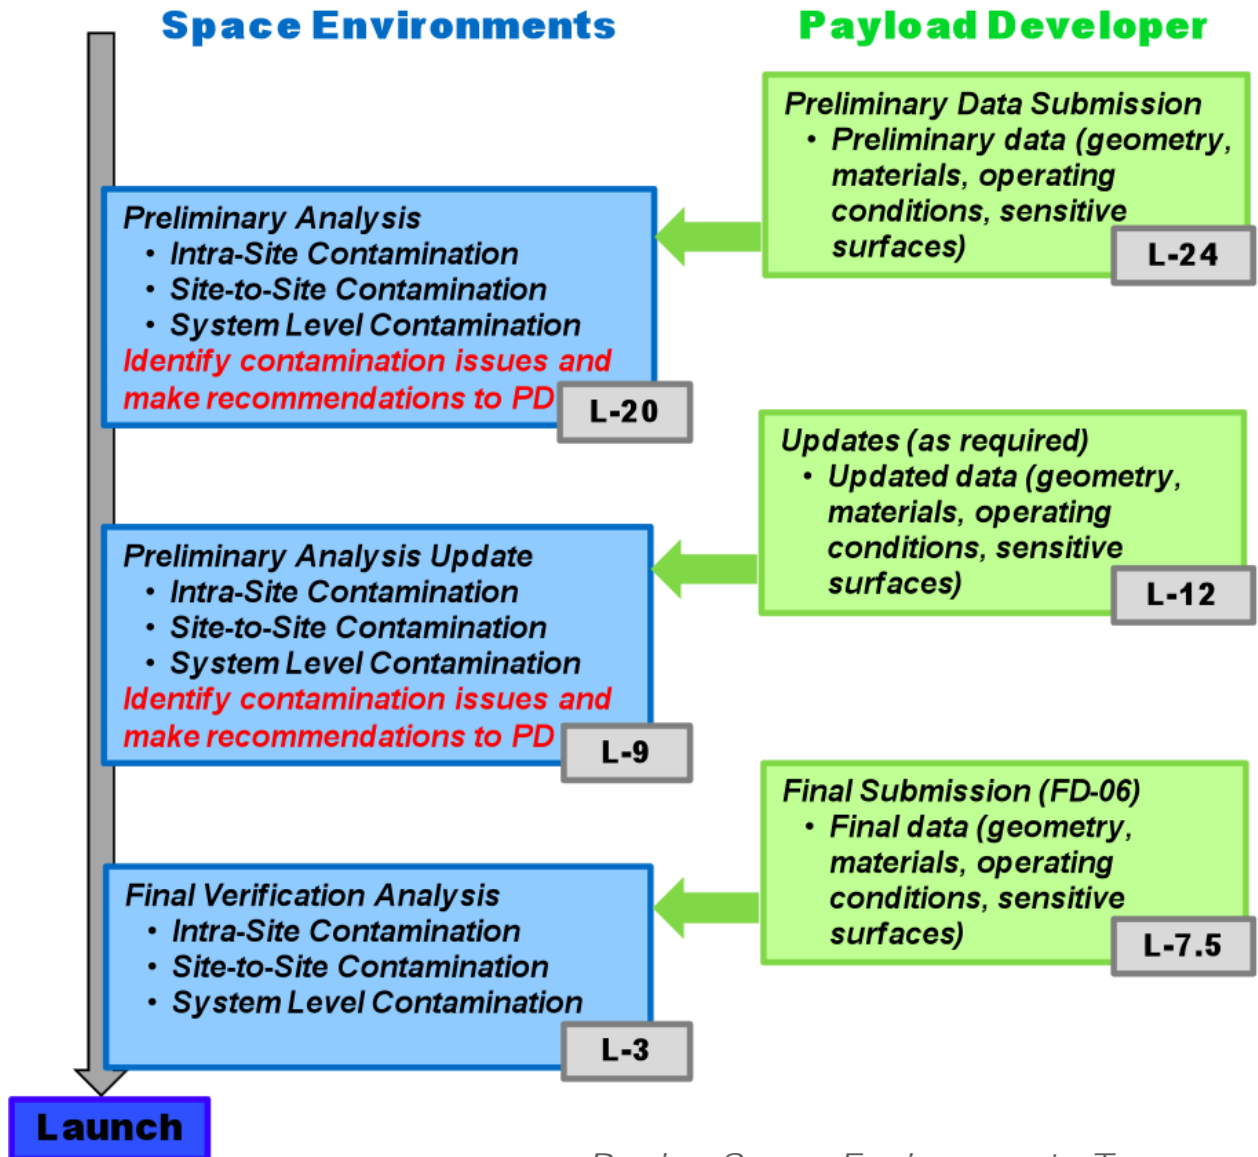 Space Environments
Payload Developer
Preliminary Data Submission
• Preliminary data (geometry,
materials, operating
conditions, sensitive
surfaces)
L-24
Preliminary Analysis
• Intra-Site Contamination
• Site-to-Site Contamination
• System Level Contamination
Identify contamination issues and
make recommendations to PD
L-20
Updates (as required)
• Updated data (geometry,
materials, operating
conditions, sensitive
surfaces)
L-12
Preliminary Analysis Update
• Intra-Site Contamination
• Site-to-Site Contamination
• System Level Contamination
Identify contamination issues and
make recommendations to PD
L-9
Final Submission (FD-06)
• Final data (geometry,
materials, operating
conditions, sensitive
surfaces)
L-7.5
Final Verification Analysis
• Intra-Site Contamination
• Site-to-Site Contamination
• System Level Contamination
L-3
Launch